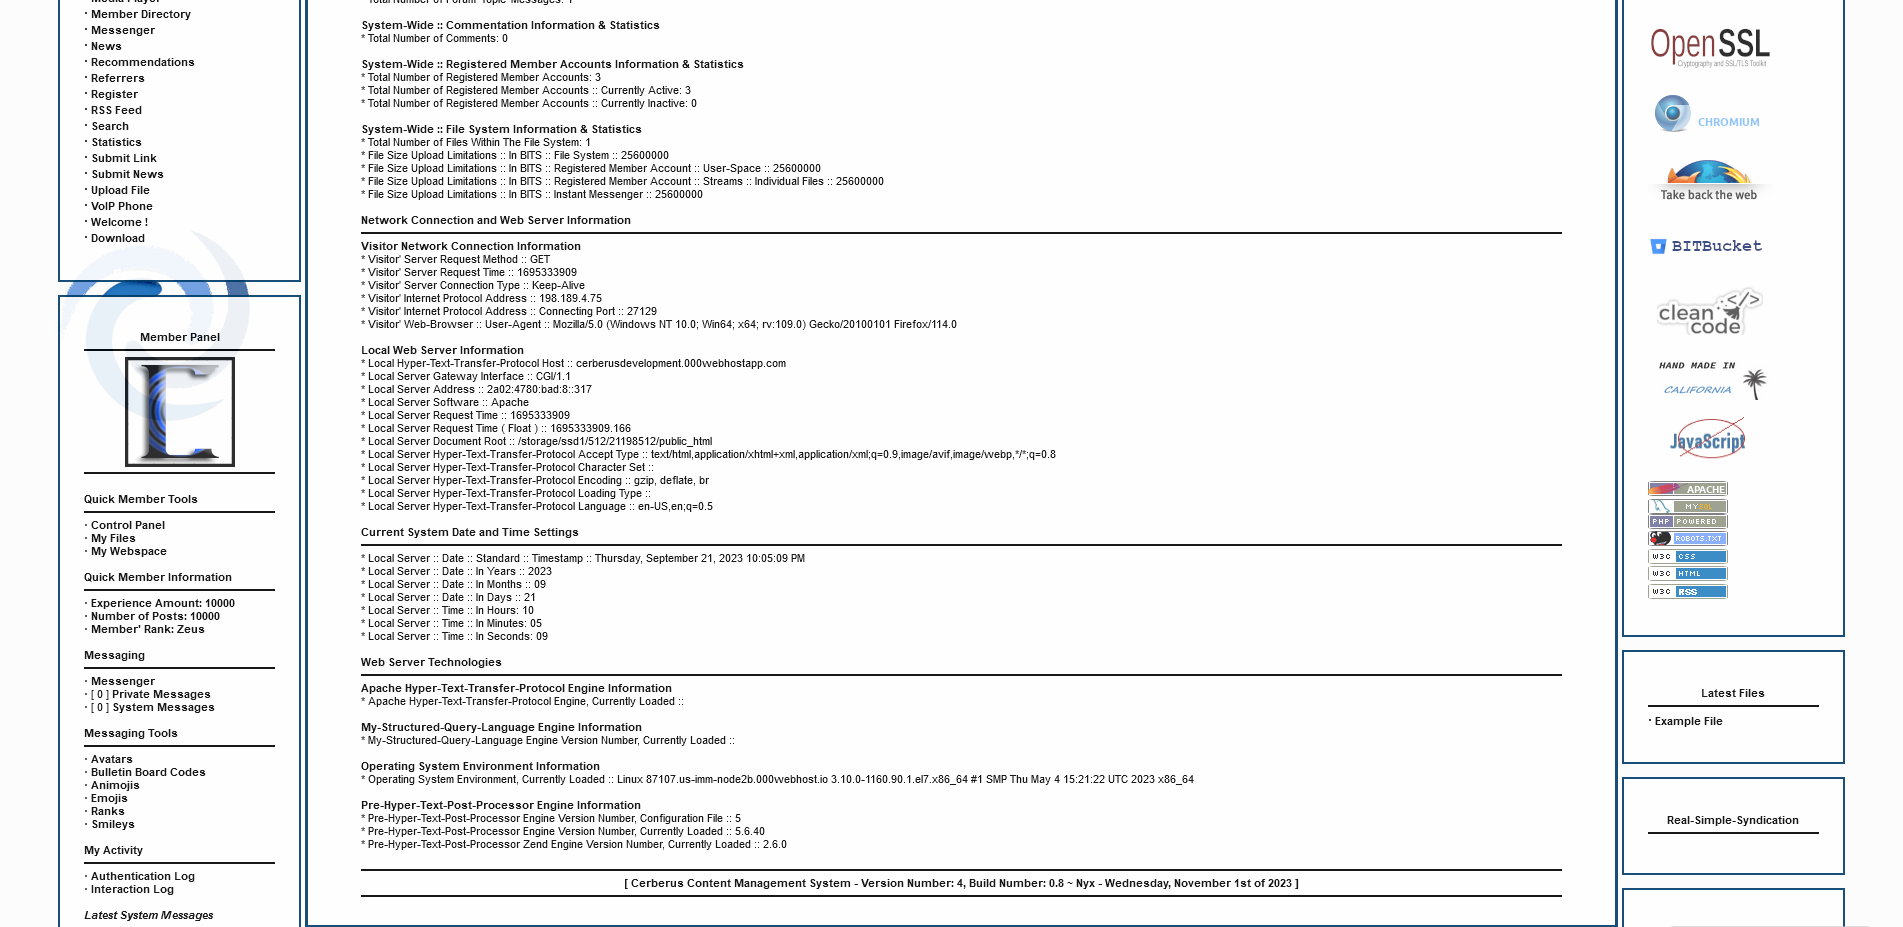 · Member Directory
· Messenger
· News
· Recommendations
· Referrers
· Register
· RSS Feed
· Search
· Statistics
· Submit Link
· Submit News
· Upload File
· VoIP Phone
· Welcome !
· Download
Member Panel
Quick Member Tools
· Control Panel
· My Files
· My Webspace
Quick Member Information
· Experience Amount: 10000
· Number of Posts: 10000
· Member' Rank: Zeus
Messaging
· Messenger
· [ 0 ] Private Messages
· [ 0 ] System Messages
Messaging Tools
· Avatars
· Bulletin Board Codes
· Animojis
· Emojis
· Ranks
· Smileys
My Activity
· Authentication Log
· Interaction Log
Latest System Messages
System-Wide :: Commentation Information & Statistics
* Total Number of Comments: 0
System-Wide :: Registered Member Accounts Information & Statistics
* Total Number of Registered Member Accounts: 3
* Total Number of Registered Member Accounts :: Currently Active: 3
* Total Number of Registered Member Accounts :: Currently Inactive: 0
System-Wide :: File System Information & Statistics
* Total Number of Files Within The File System: 1
* File Size Upload Limitations :: In BITS :: File System :: 25600000
* File Size Upload Limitations :: In BITS :: Registered Member Account :: User-Space :: 25600000
* File Size Upload Limitations :: In BITS :: Registered Member Account :: Streams :: Individual Files :: 25600000
* File Size Upload Limitations :: In BITS :: Instant Messenger :: 25600000
Network Connection and Web Server Information
Visitor Network Connection Information
* Visitor' Server Request Method :: GET
* Visitor' Server Request Time :: 1695333909
* Visitor' Server Connection Type :: Keep-Alive
* Visitor' Internet Protocol Address :: 198.189.4.75
* Visitor' Internet Protocol Address :: Connecting Port :: 27129
* Visitor' Web-Browser :: User-Agent :: Mozilla/5.0 (Windows NT 10.0; Win64; x64; rv:109.0) Gecko/20100101 Firefox/114.0
Local Web Server Information
* Local Hyper-Text-Transfer-Protocol Host :: cerberusdevelopment.000webhostapp.com
* Local Server Gateway Interface :: CGI/1.1
* Local Server Address :: 2a02:4780:bad:8::317
* Local Server Software :: Apache
* Local Server Request Time :: 1695333909
* Local Server Request Time ( Float ) :: 1695333909.166
* Local Server Document Root :: /storage/ssd1/512/21198512/public_html
* Local Server Hyper-Text-Transfer-Protocol Accept Type :: text/html,application/xhtml+xml,application/xml;q=0.9,image/avif,image/webp,*/*;q=0.8
* Local Server Hyper-Text-Transfer-Protocol Character Set ::
* Local Server Hyper-Text-Transfer-Protocol Encoding :: gzip, deflate, br
* Local Server Hyper-Text-Transfer-Protocol Loading Type ::
* Local Server Hyper-Text-Transfer-Protocol Language :: en-US,en;q=0.5
Current System Date and Time Settings
* Local Server :: Date :: Standard :: Timestamp :: Thursday, September 21, 2023 10:05:09 PM
* Local Server :: Date :: In Years :: 2023
* Local Server :: Date :: In Months :: 09
* Local Server :: Date :: In Days :: 21
* Local Server :: Time :: In Hours: 10
* Local Server :: Time :: In Minutes: 05
* Local Server :: Time :: In Seconds: 09
Web Server Technologies
Apache Hyper-Text-Transfer-Protocol Engine Information
* Apache Hyper-Text-Transfer-Protocol Engine, Currently Loaded ::
My-Structured-Query-Language Engine Information
* My-Structured-Query-Language Engine Version Number, Currently Loaded ::
Operating System Environment Information
* Operating System Environment, Currently Loaded :: Linux 87107.us-imm-node2b.000webhost.io 3.10.0-1160.90.1.el7.x86_64 #1 SMP Thu May 4 15:21:22 UTC 2023 x86_64
Pre-Hyper-Text-Post-Processor Engine Information
* Pre-Hyper-Text-Post-Processor Engine Version Number, Configuration File :: 5
* Pre-Hyper-Text-Post-Processor Engine Version Number, Currently Loaded :: 5.6.40
* Pre-Hyper-Text-Post-Processor Zend Engine Version Number, Currently Loaded :: 2.6.0
[ Cerberus Content Management System - Version Number: 4, Build Number: 0.8 ~ Nyx - Wednesday, November 1st of 2023 ]
OpenSSL
Cryptography and SSL/TLS Toolkit
CHROMIUM
Take back the web
BITBucket
clean </>
code
HAND MADE IN
CALIFORNIA
JavaScript
APACHE
MYSQL
PHP POWERED
ROBOTS.TXT
W3C CSS
W3C HTML
W3C RSS
Latest Files
· Example File
Real-Simple-Syndication